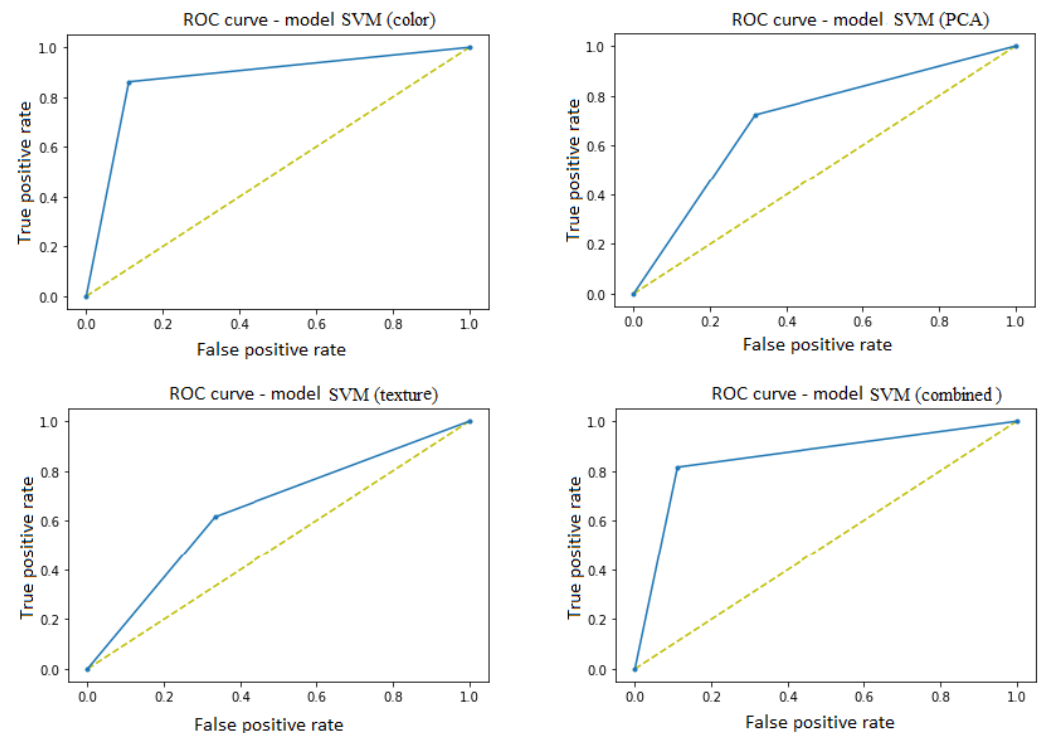 ROC curve - model SVM (color)
1.0
0.8
0.6
0.4
0.2
0.0
True positive rate
0.0 0.2 0.4 0.6 0.8 1.0
False positive rate
ROC curve - model SVM (PCA)
1.0
0.8
0.6
0.4
0.2
0.0
True positive rate
0.0 0.2 0.4 0.6 0.8 1.0
False positive rate
ROC curve - model SVM (texture)
1.0
0.8
0.6
0.4
0.2
0.0
True positive rate
0.0 0.2 0.4 0.6 0.8 1.0
False positive rate
ROC curve - model SVM (combined )
1.0
0.8
0.6
0.4
0.2
0.0
True positive rate
0.0 0.2 0.4 0.6 0.8 1.0
False positive rate